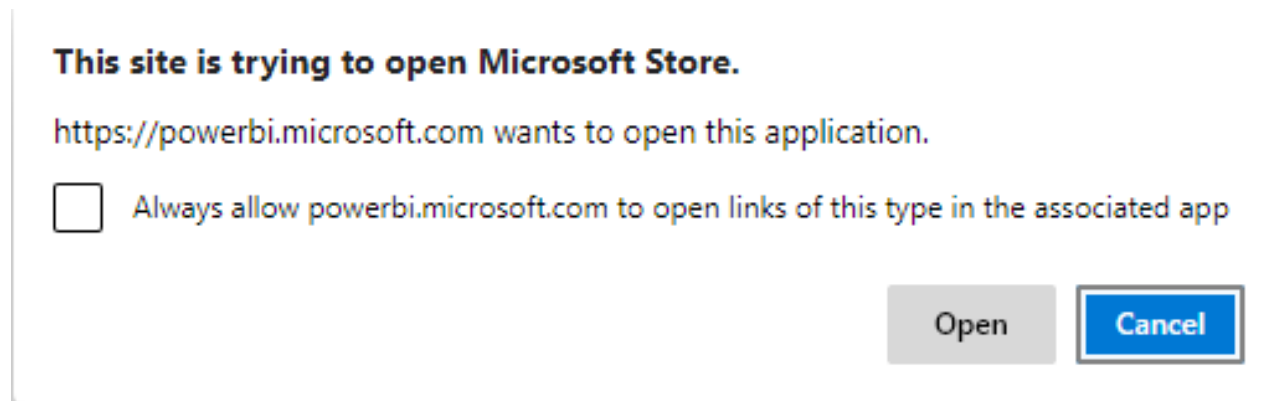 This site is trying to open Microsoft Store.
https://powerbi.microsoft.com wants to open this application.
Always allow powerbi.microsoft.com to open links of this type in the associated app
Open
Cancel